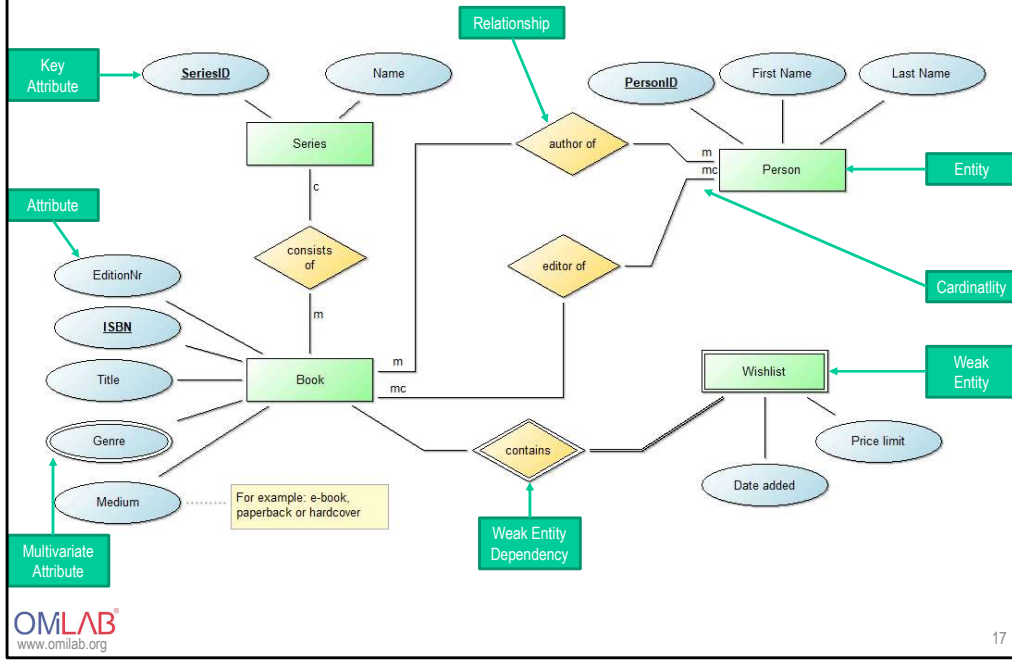 Relationship
Key
Attribute
SeriesID
Name
PersonID
First Name
Last Name
Series
author of
m
m
mc
Person
Entity
c
Attribute
consists
of
editor of
EditionNr
Cardinatlity
m
ISBN
Title
Book
m
mc
Wishlist
Weak
Entity
Genre
contains
Price limit
Date added
Medium
For example: e-book,
paperback or hardcover
Weak Entity
Dependency
Multivariate
Attribute
OMiLAB®
www.omilab.org
17